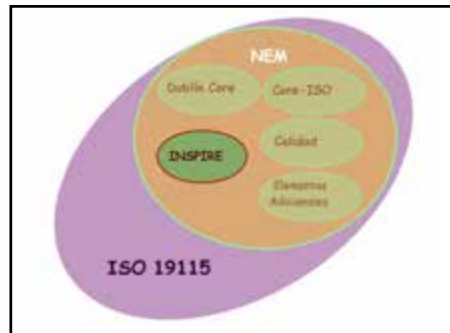 NEM
Dublin Core
Core-ISO
INSPIRE
Calidad
Elementos
Adicionales
ISO 19115